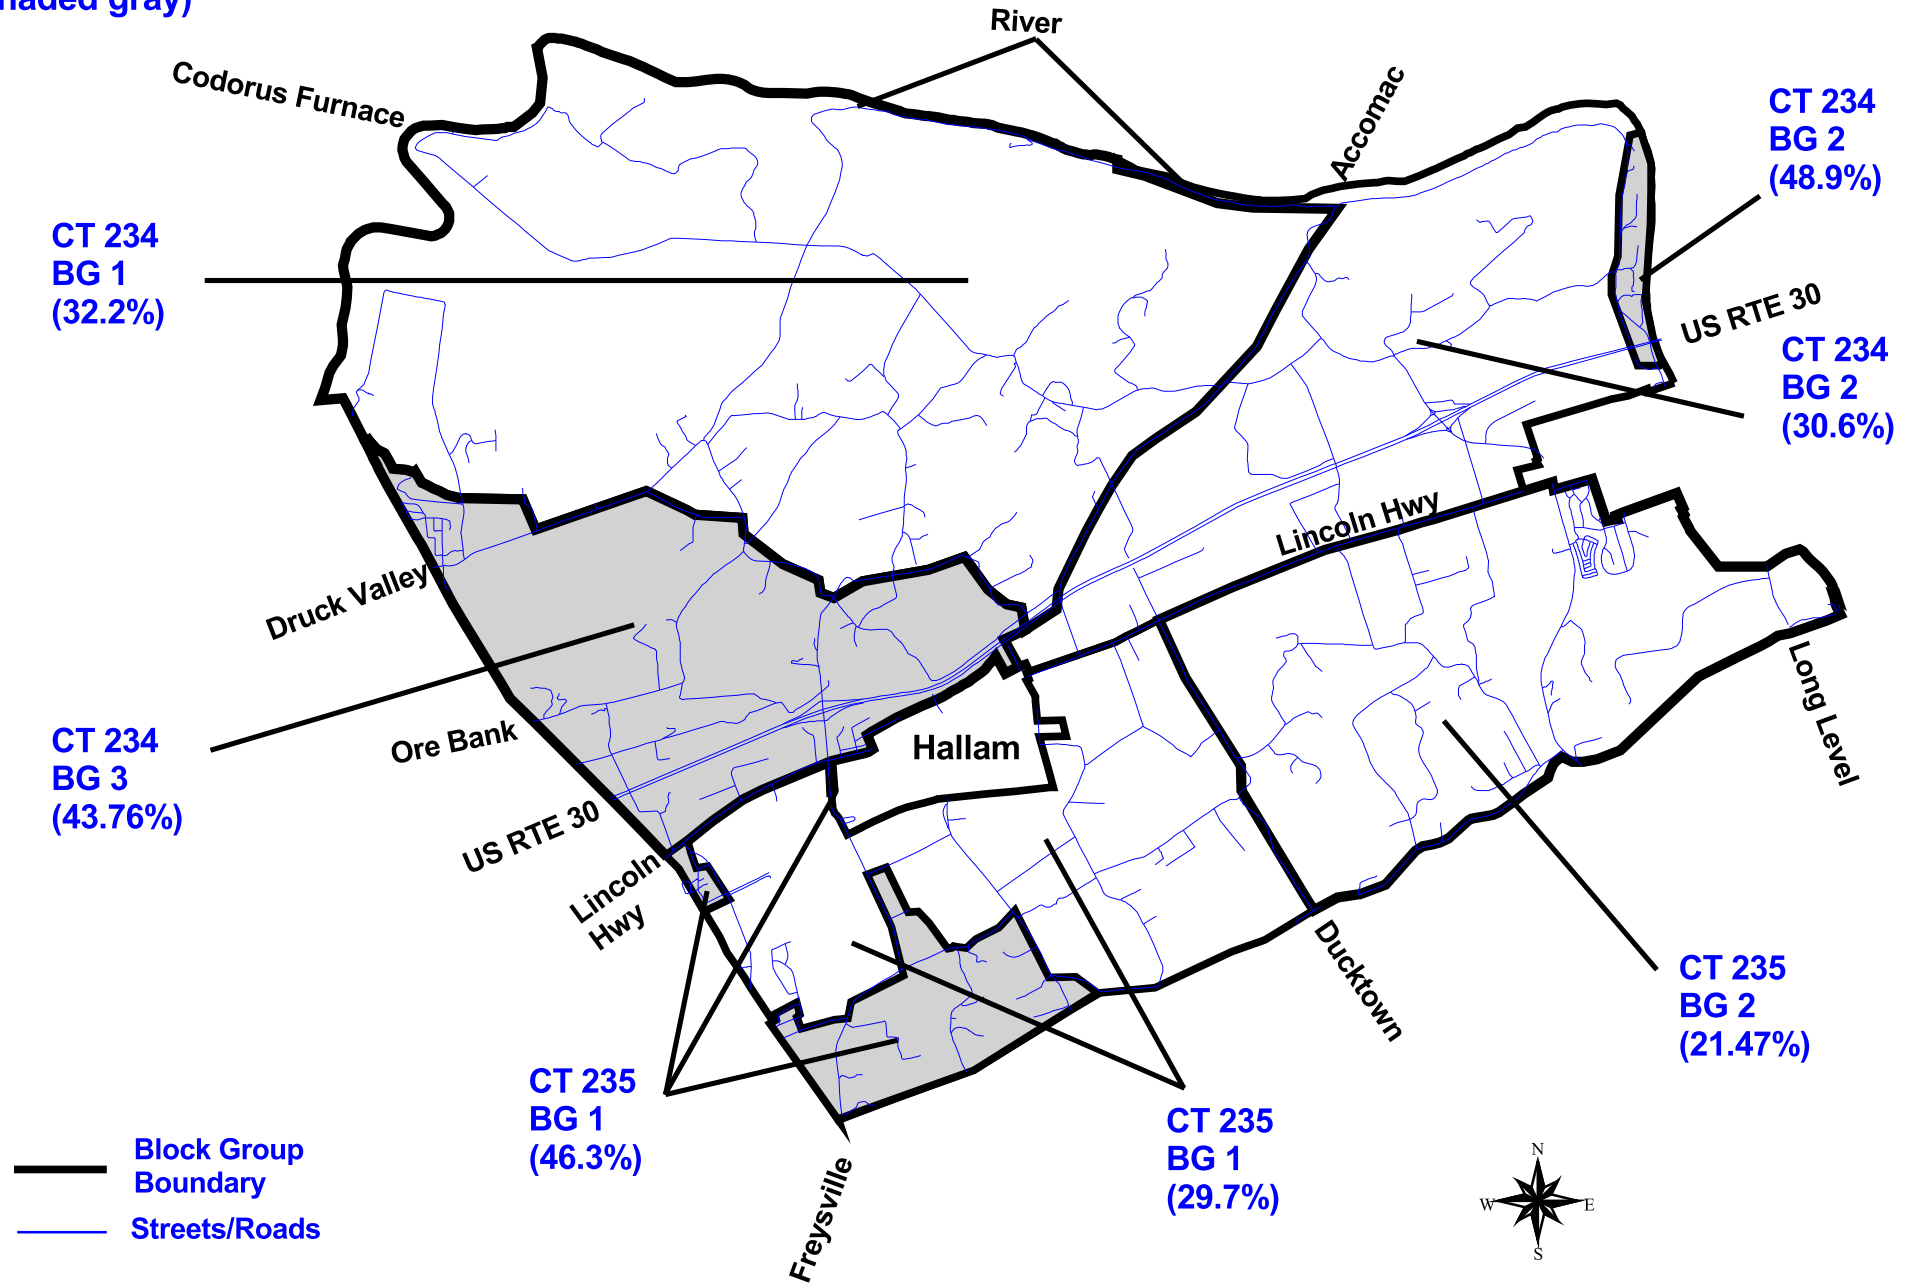 haded gray)
River
Codorus Furnace
Accomac
CT 234
BG 2
(48.9%)
CT 234
BG 1
(32.2%)
US RTE 30
CT 234
BG 2
(30.6%)
Lincoln Hwy
Druck Valley
Long Level
CT 234
BG 3
(43.76%)
Ore Bank
Hallam
US RTE 30
Lincoln
Hwy
Ducktown
CT 235
BG 2
(21.47%)
CT 235
BG 1
(46.3%)
CT 235
BG 1
(29.7%)
Block Group
Boundary
Streets/Roads
Freysville
N
W
E
S